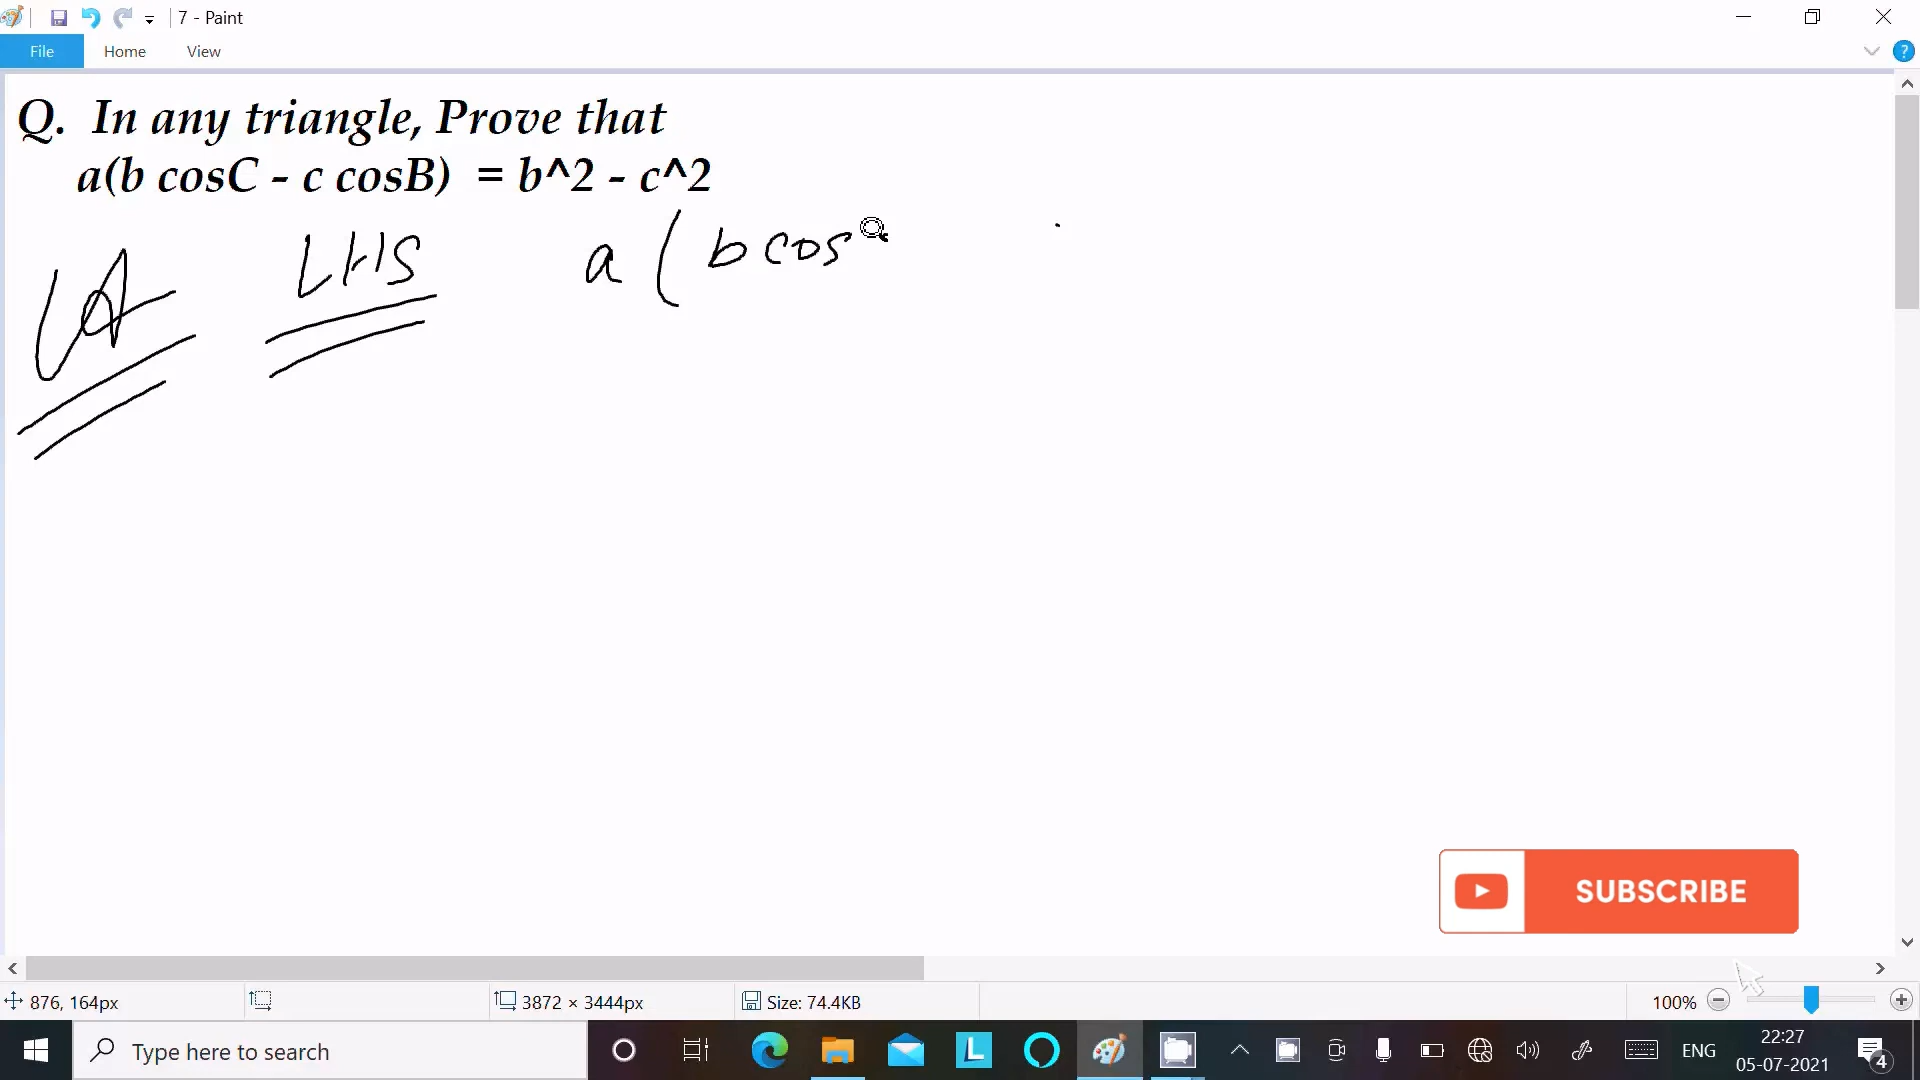 7 - Paint
File Home View
Q. In any triangle, Prove that
a(b cosC - c cosB) = b^2 - c^2
LHS a ( b cos
SUBSCRIBE
876, 164px 3872 × 3444px Size: 74.4KB 100%
Type here to search ENG 22:27
05-07-2021 4